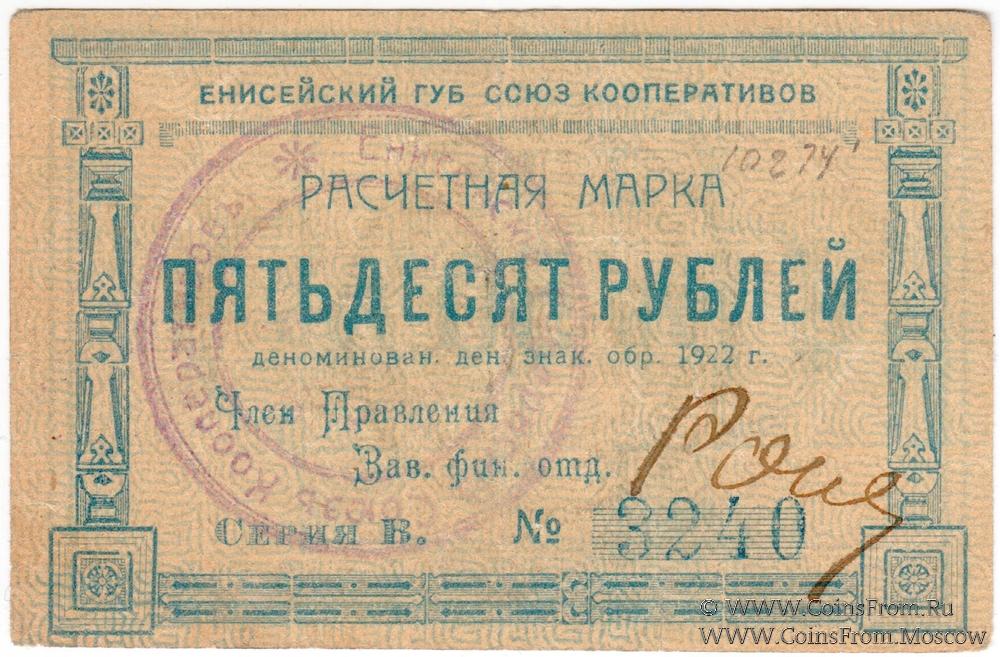 ЕНИСЕЙСКИЙ ГУБ СОЮЗ КООПЕРАТИВОВ
10274
РАСЧЕТНАЯ МАРКА
ПЯТЬДЕСЯТ РУБЛЕЙ
деноминован. ден. знак. обр. 1922 г.
Член Правления
Зав. фин. отд.
Серия В. № 3240
© WWW.CoinsFrom.Ru
WWW.CoinsFrom.Moscow